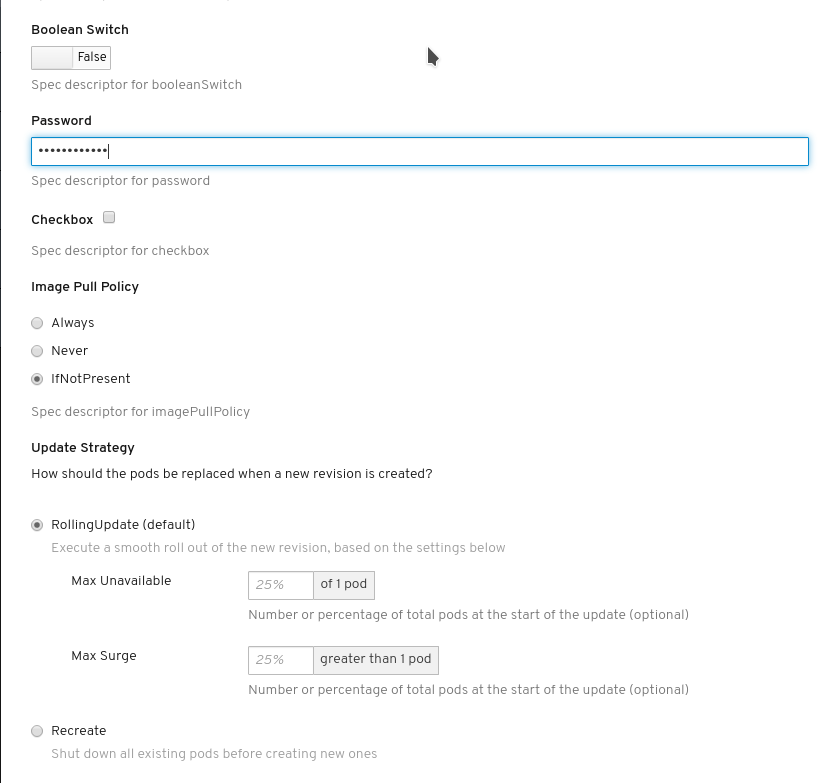 Boolean Switch
False
Spec descriptor for booleanSwitch
Password
••••••••••••
Spec descriptor for password
Checkbox
Spec descriptor for checkbox
Image Pull Policy
Always
Never
IfNotPresent
Spec descriptor for imagePullPolicy
Update Strategy
How should the pods be replaced when a new revision is created?
RollingUpdate (default)
Execute a smooth roll out of the new revision, based on the settings below
Max Unavailable 25% of 1 pod
Number or percentage of total pods at the start of the update (optional)
Max Surge 25% greater than 1 pod
Number or percentage of total pods at the start of the update (optional)
Recreate
Shut down all existing pods before creating new ones